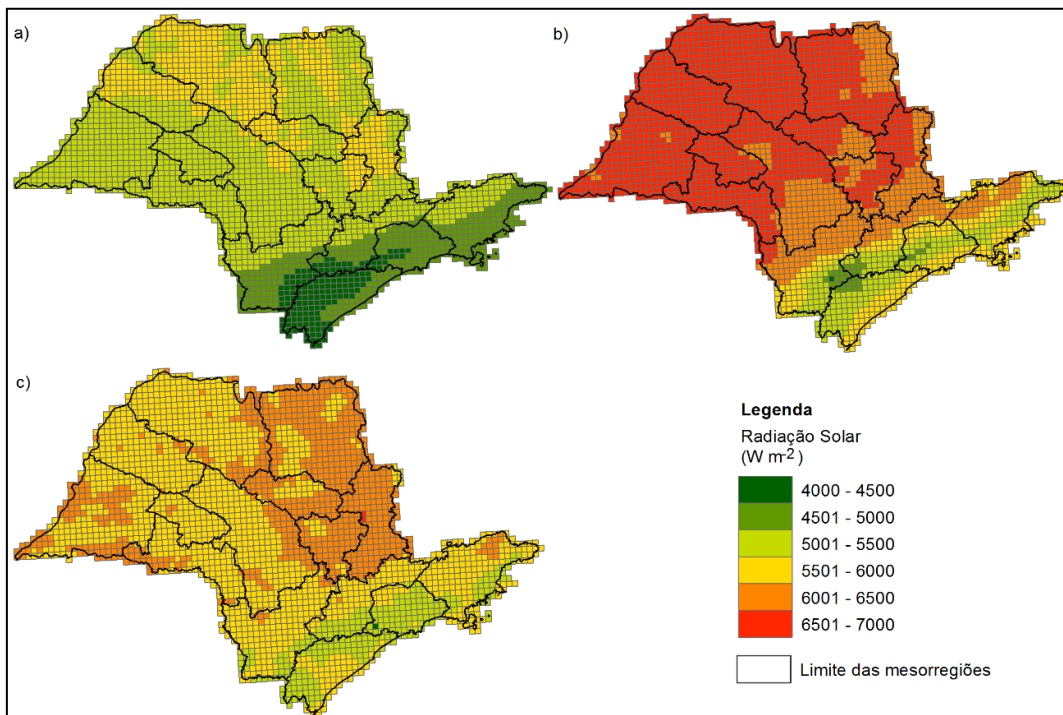 a)
b)
c)
Legenda
Radiação Solar
(W m-2)
4000 - 4500
4501 - 5000
5001 - 5500
5501 - 6000
6001 - 6500
6501 - 7000
Limite das mesorregiões